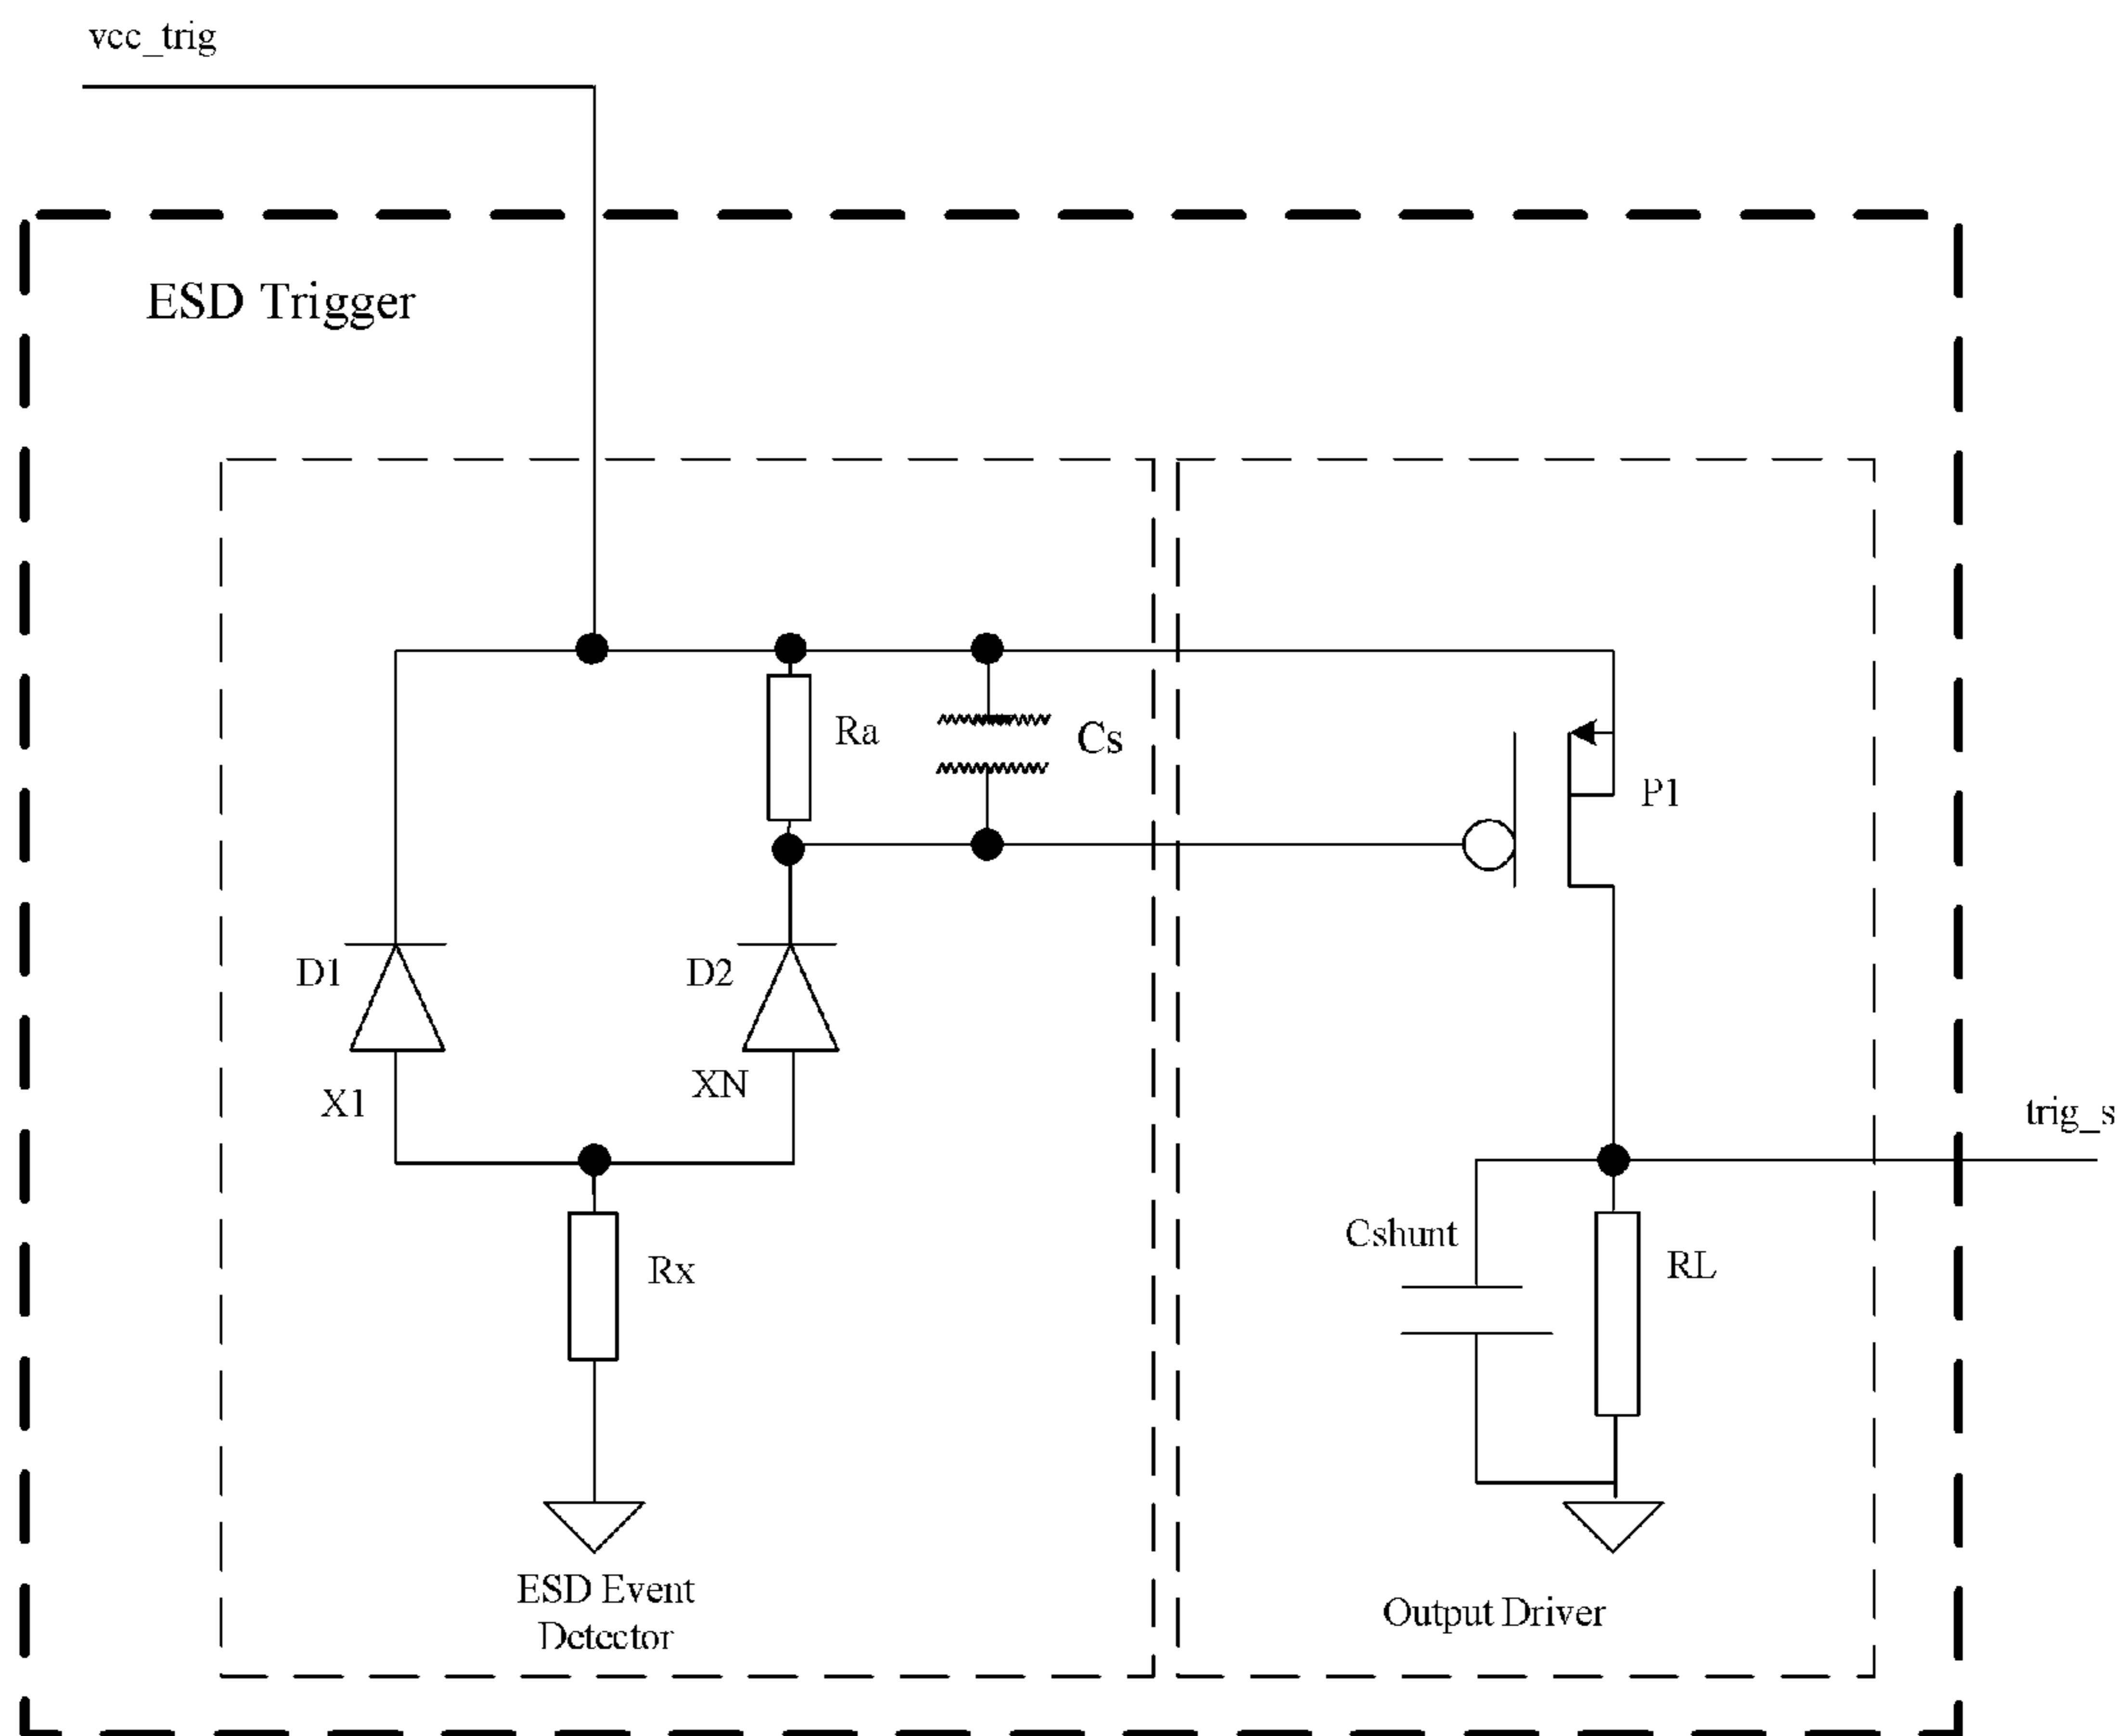 vcc_trig
ESD Trigger
Ra
Cs
P1
D1
D2
X1
XN
trig_s
Cshunt
Rx
RL
ESD Event
Detector
Output Driver